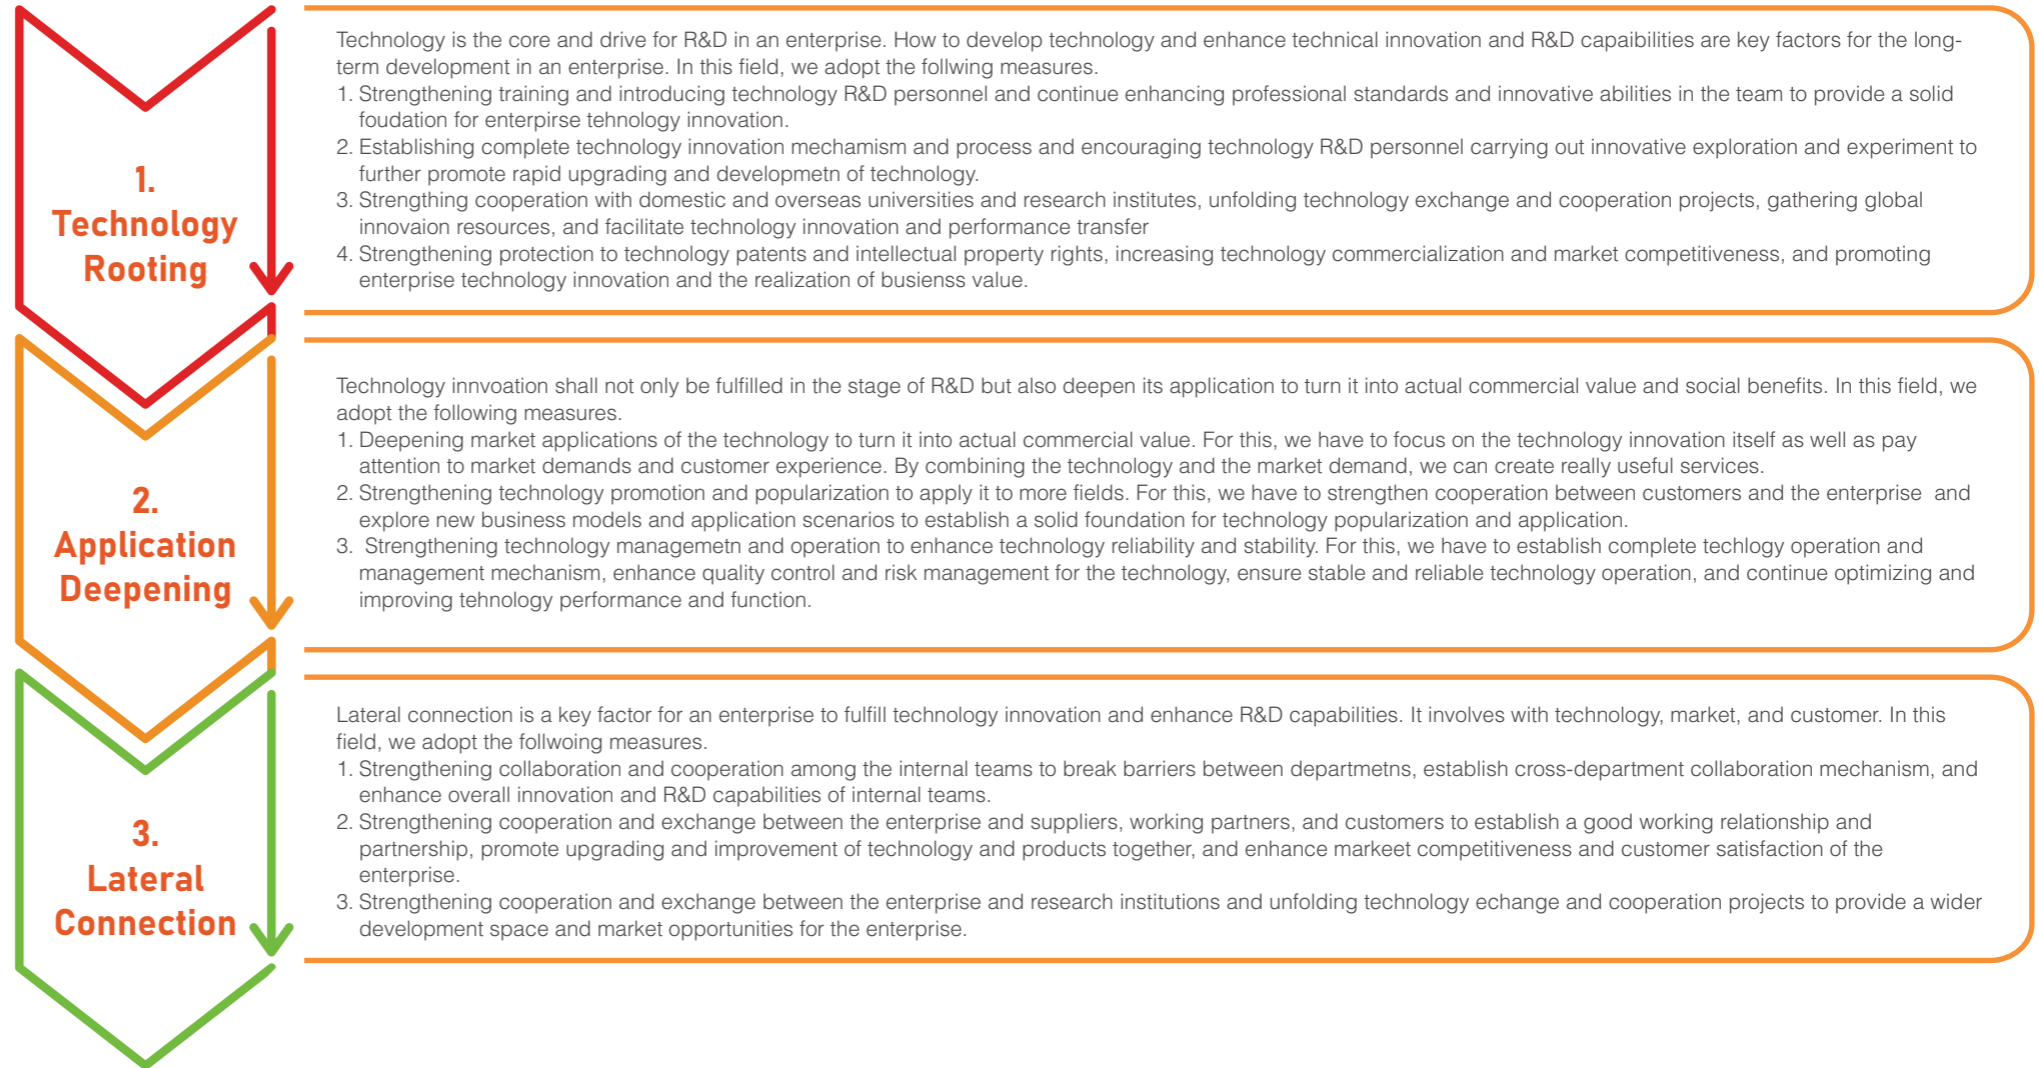 1.
Technology
Rooting
Technology is the core and drive for R&D in an enterprise. How to develop technology and enhance technical innovation and R&D capaibilities are key factors for the long-
term development in an enterprise. In this field, we adopt the follwing measures.
1. Strengthening training and introducing technology R&D personnel and continue enhancing professional standards and innovative abilities in the team to provide a solid
foudation for enterpirse tehnology innovation.
2. Establishing complete technology innovation mechamism and process and encouraging technology R&D personnel carrying out innovative exploration and experiment to
further promote rapid upgrading and developmetn of technology.
3. Strengthing cooperation with domestic and overseas universities and research institutes, unfolding technology exchange and cooperation projects, gathering global
innovaion resources, and facilitate technology innovation and performance transfer
4. Strengthening protection to technology patents and intellectual property rights, increasing technology commercialization and market competitiveness, and promoting
enterprise technology innovation and the realization of busienss value.
2.
Application
Deepening
Technology innvoation shall not only be fulfilled in the stage of R&D but also deepen its application to turn it into actual commercial value and social benefits. In this field, we
adopt the following measures.
1. Deepening market applications of the technology to turn it into actual commercial value. For this, we have to focus on the technology innovation itself as well as pay
attention to market demands and customer experience. By combining the technology and the market demand, we can create really useful services.
2. Strengthening technology promotion and popularization to apply it to more fields. For this, we have to strengthen cooperation between customers and the enterprise and
explore new business models and application scenarios to establish a solid foundation for technology popularization and application.
3. Strengthening technology managemetn and operation to enhance technology reliability and stability. For this, we have to establish complete techlogy operation and
management mechanism, enhance quality control and risk management for the technology, ensure stable and reliable technology operation, and continue optimizing and
improving tehnology performance and function.
3.
Lateral
Connection
Lateral connection is a key factor for an enterprise to fulfill technology innovation and enhance R&D capabilities. It involves with technology, market, and customer. In this
field, we adopt the follwoing measures.
1. Strengthening collaboration and cooperation among the internal teams to break barriers between departmetns, establish cross-department collaboration mechanism, and
enhance overall innovation and R&D capabilities of internal teams.
2. Strengthening cooperation and exchange between the enterprise and suppliers, working partners, and customers to establish a good working relationship and
partnership, promote upgrading and improvement of technology and products together, and enhance markeet competitiveness and customer satisfaction of the
enterprise.
3. Strengthening cooperation and exchange between the enterprise and research institutions and unfolding technology echange and cooperation projects to provide a wider
development space and market opportunities for the enterprise.